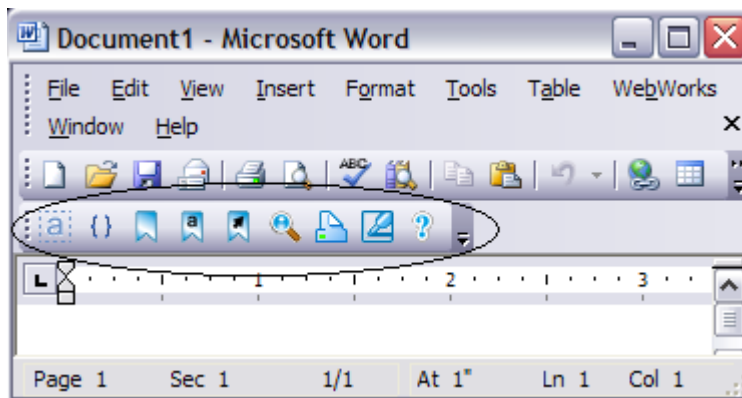 Document1 - Microsoft Word
File Edit View Insert Format Tools Table WebWorks
Window Help
ABC
a {} a ?
L 1 2 3
Page 1 Sec 1 1/1 At 1" Ln 1 Col 1